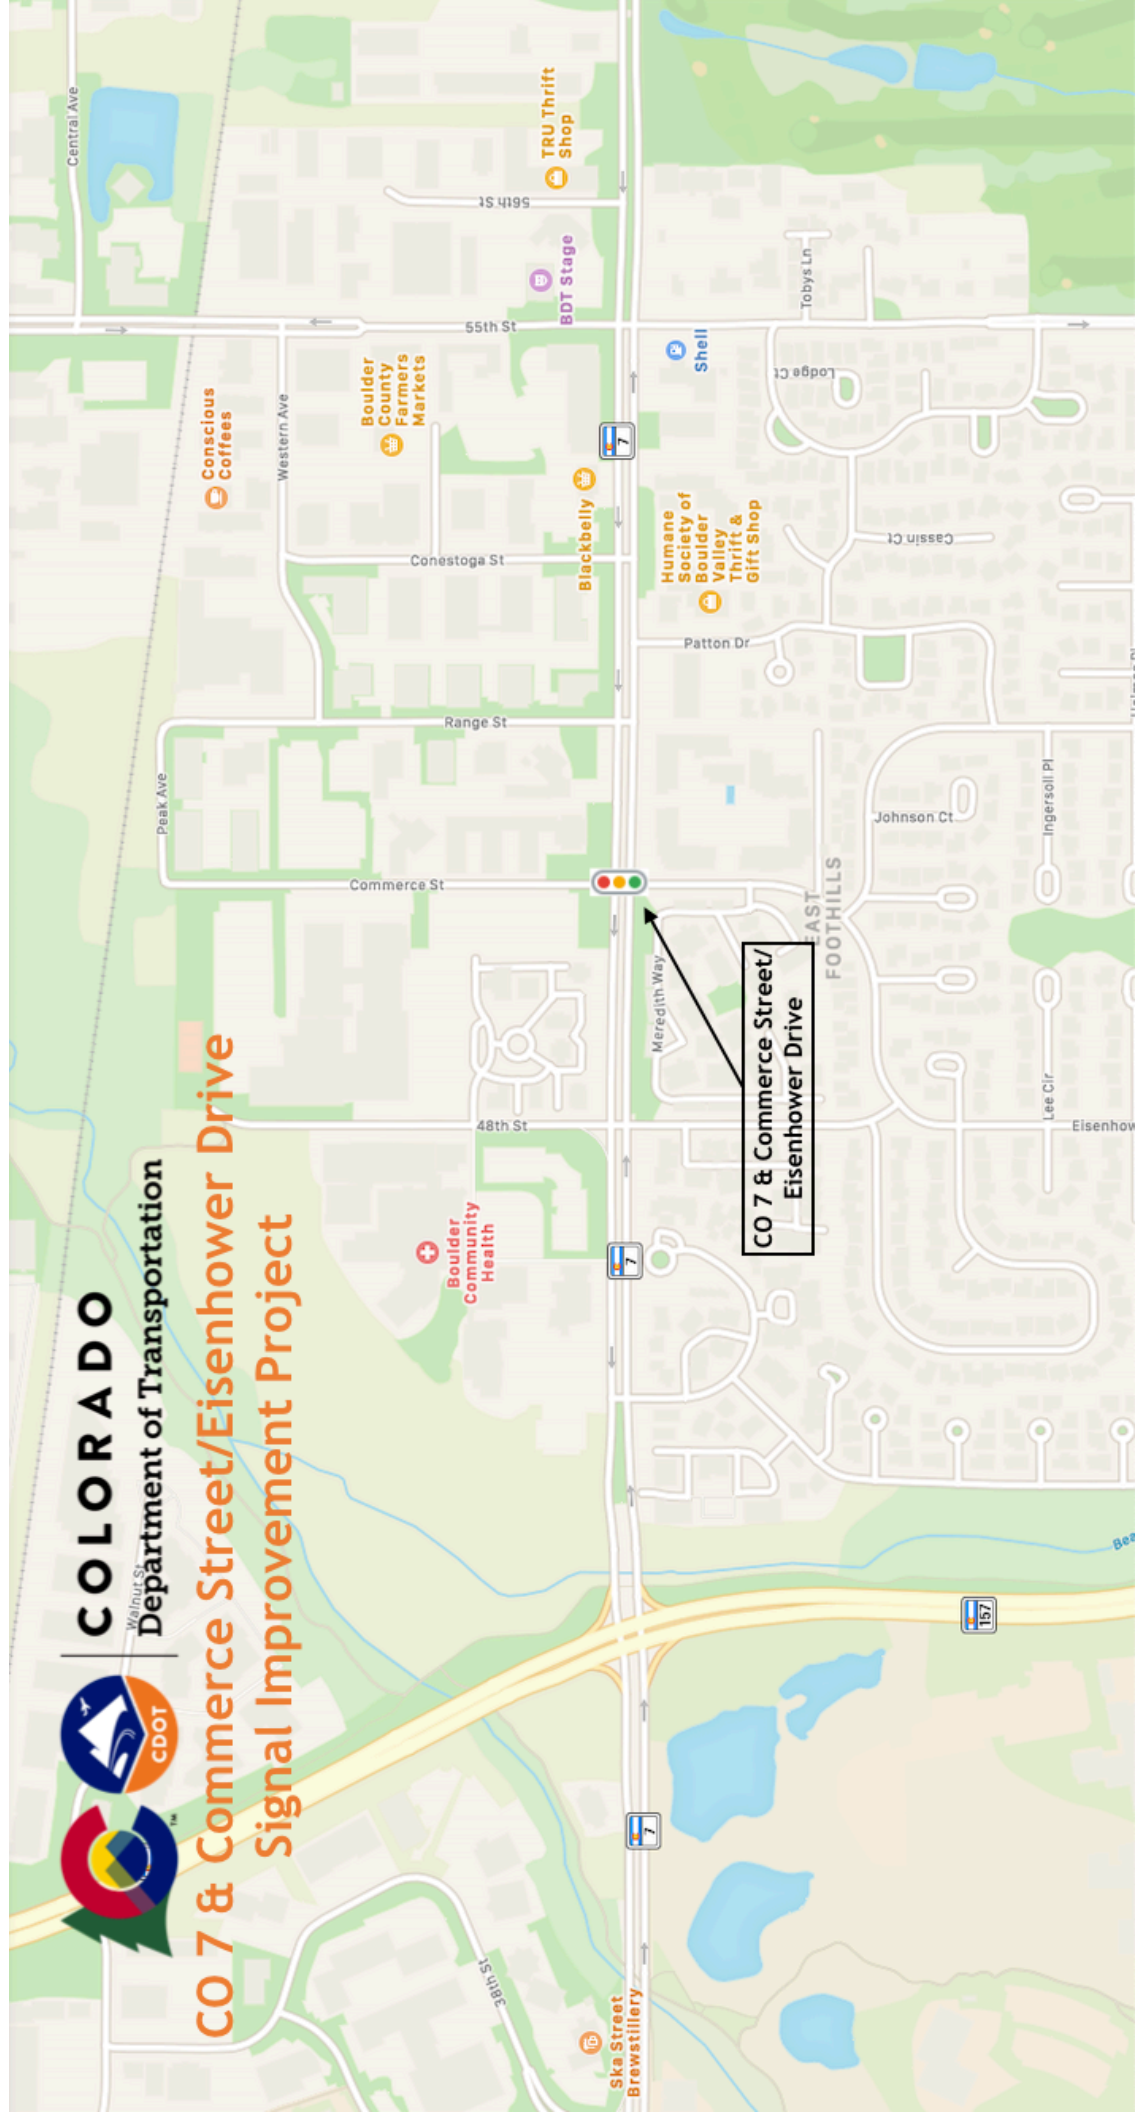 COLORADO
Department of Transportation
CDOT
TM
CO 7 & Commerce Street/Eisenhower Drive
Signal Improvement Project
Walnut St
38th St
Ska Street
Brewstillery
7
157
Boulder
Community
Health
7
48th St
Commerce St
Peak Ave
Range St
Conestoga St
Western Ave
Conscious
Coffees
Boulder
County
Farmers
Markets
Central Ave
55th St
56th St
BDT Stage
TRU Thrift
Shop
Blackbelly
7
Shell
Humane
Society of
Boulder
Valley
Thrift &
Gift Shop
Patton Dr
Cassin Ct
Lodge Ct
Tobys Ln
Meredith Way
CO 7 & Commerce Street/
Eisenhower Drive
EAST
FOOTHILLS
Johnson Ct
Ingersoll Pl
Lee Cir
Eisenhow
Bea